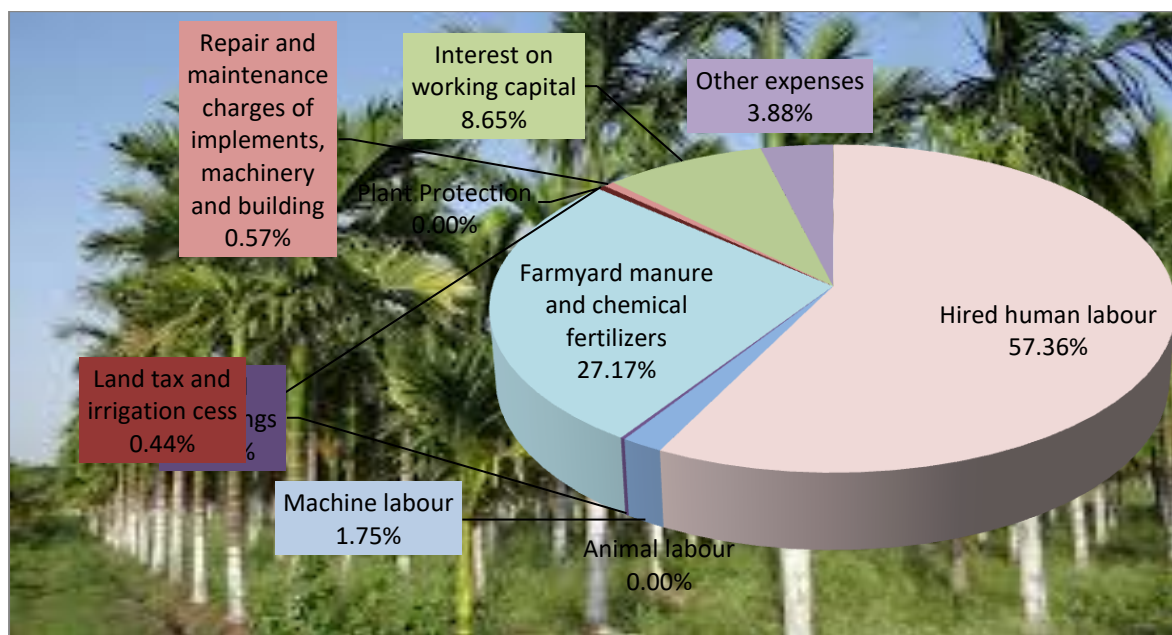 Repair and
maintenance
charges of
implements,
machinery
and building
0.57%
Interest on
working capital
8.65%
Other expenses
3.88%
Plant Protection
0.00%
Farmyard manure
and chemical
fertilizers
27.17%
Hired human labour
57.36%
Land tax and
irrigation cess
0.44%
Machine labour
1.75%
Animal labour
0.00%